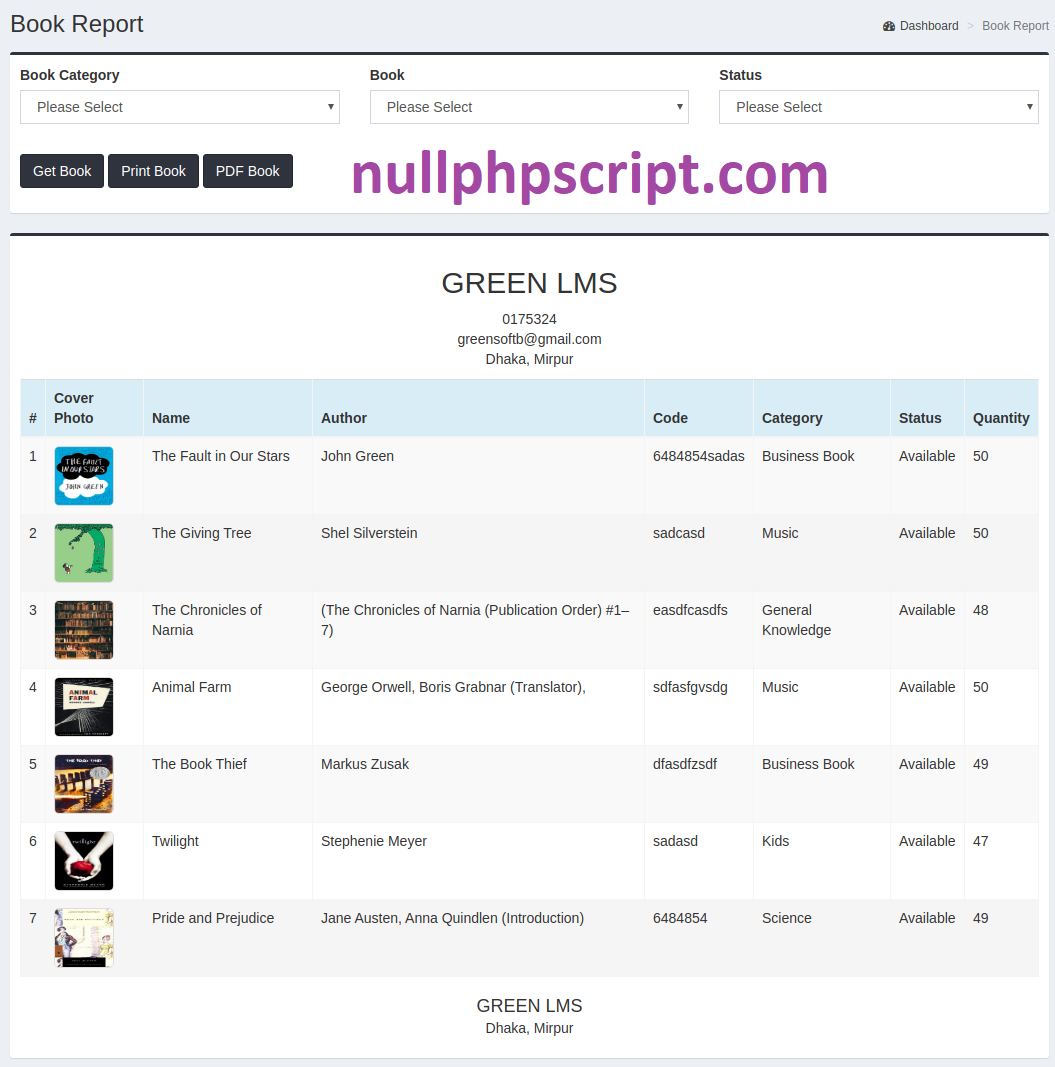 Book Report
Dashboard > Book Report
Book Category Book Status
Please Select Please Select Please Select
Get Book Print Book PDF Book
nullphpscript.com
GREEN LMS
0175324
greensoftb@gmail.com
Dhaka, Mirpur
# Cover Photo Name Author Code Category Status Quantity
1 THE FAULT IN OUR STARS JOHN GREEN The Fault in Our Stars John Green 6484854sadas Business Book Available 50
2 The Giving Tree Shel Silverstein sadcasd Music Available 50
3 The Chronicles of Narnia (The Chronicles of Narnia (Publication Order) #1–7) easdfcasdfs General Knowledge Available 48
4 ANIMAL FARM Animal Farm George Orwell, Boris Grabnar (Translator), sdfasfgvsdg Music Available 50
5 THE BOOK THIEF The Book Thief Markus Zusak dfasdfzsdf Business Book Available 49
6 twilight Twilight Stephenie Meyer sadasd Kids Available 47
7 Pride and Prejudice Jane Austen, Anna Quindlen (Introduction) 6484854 Science Available 49
GREEN LMS
Dhaka, Mirpur